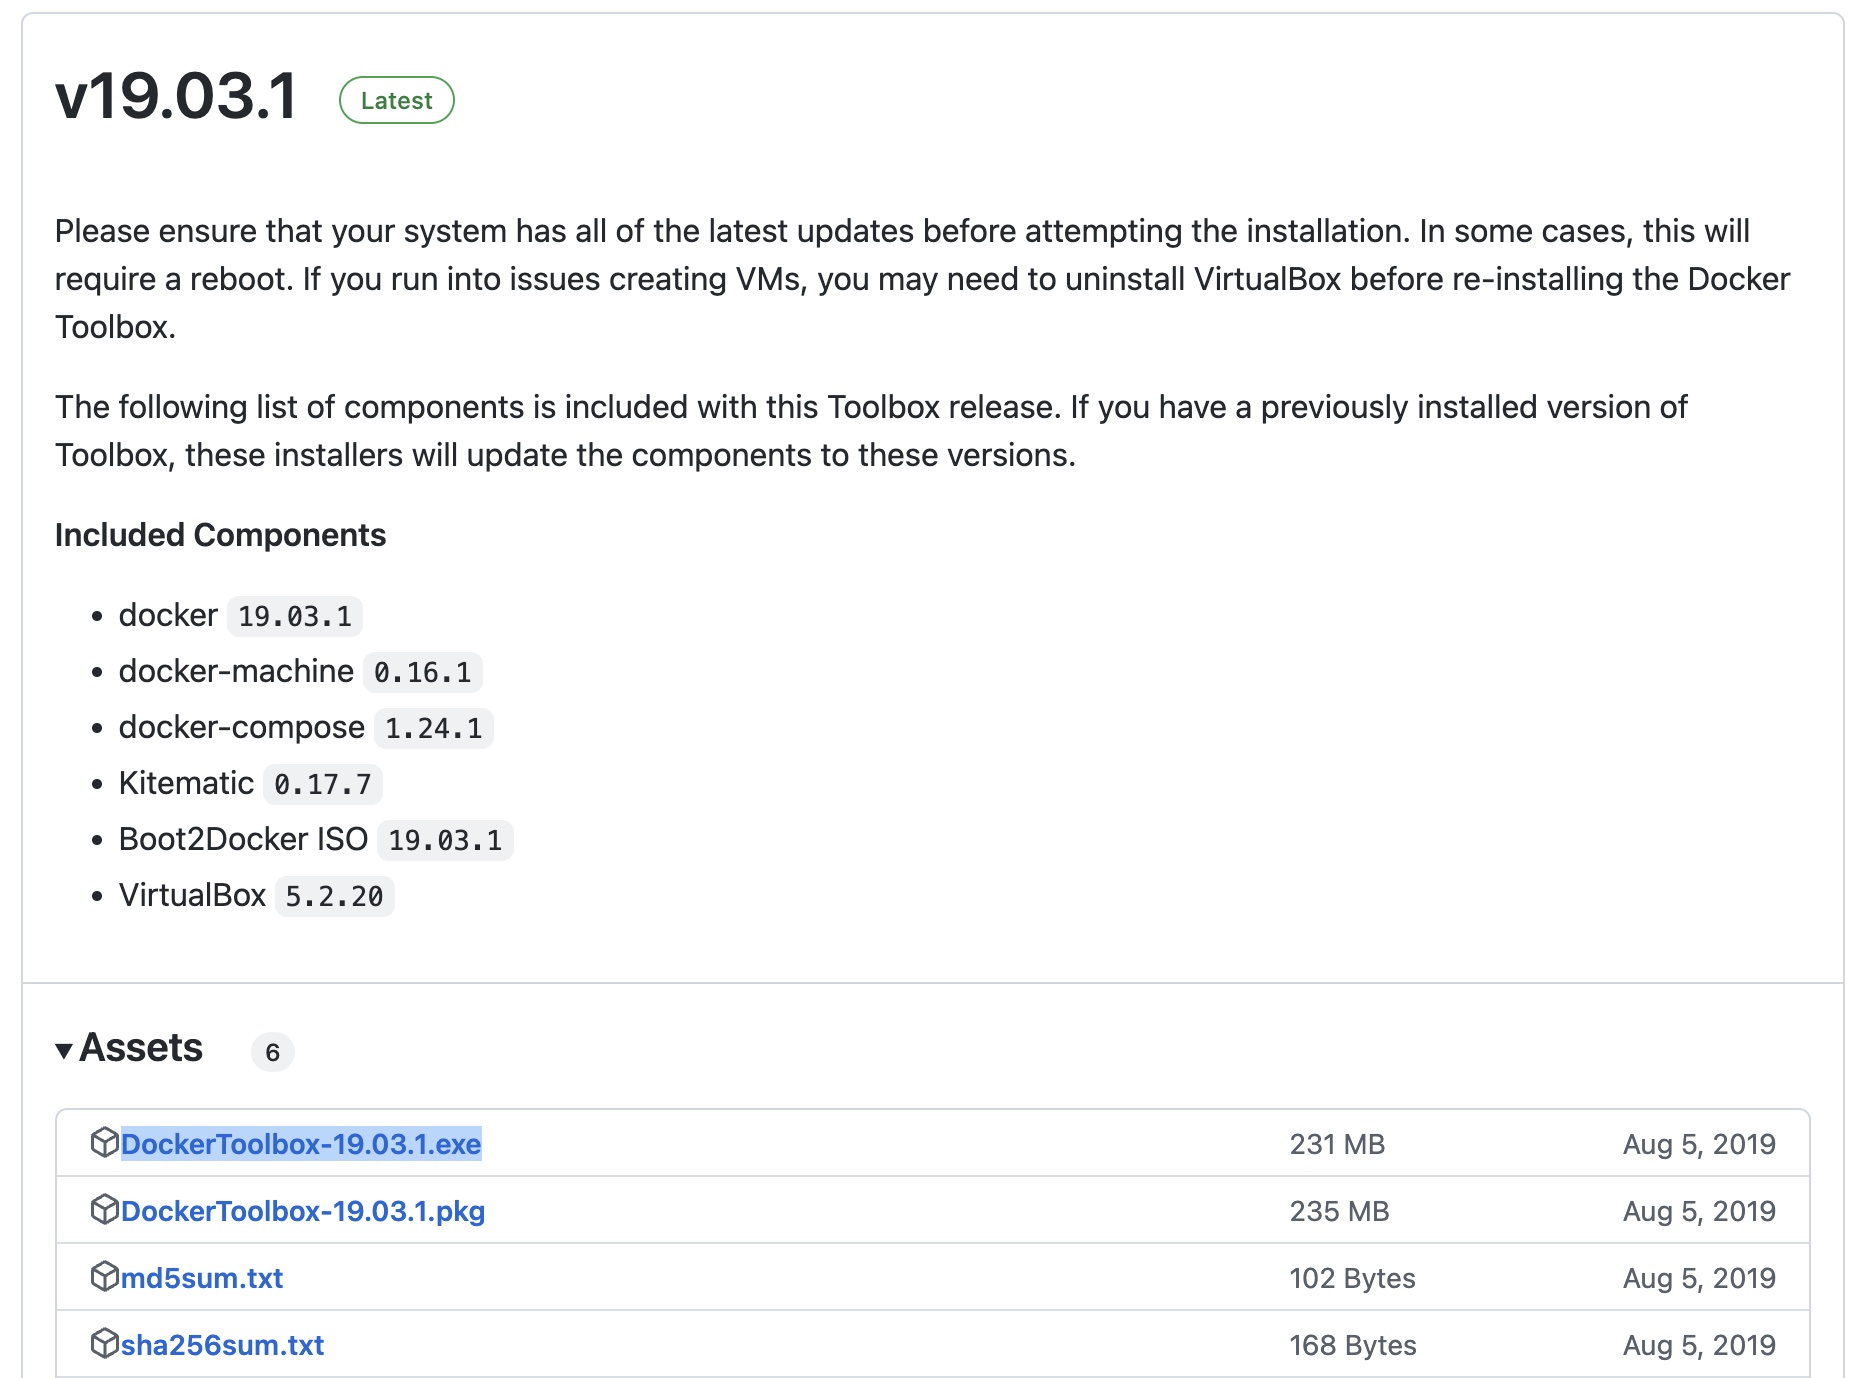 v19.03.1 Latest
Please ensure that your system has all of the latest updates before attempting the installation. In some cases, this will
require a reboot. If you run into issues creating VMs, you may need to uninstall VirtualBox before re-installing the Docker
Toolbox.
The following list of components is included with this Toolbox release. If you have a previously installed version of
Toolbox, these installers will update the components to these versions.
Included Components
• docker 19.03.1
• docker-machine 0.16.1
• docker-compose 1.24.1
• Kitematic 0.17.7
• Boot2Docker ISO 19.03.1
• VirtualBox 5.2.20
▼ Assets 6
DockerToolbox-19.03.1.exe 231 MB Aug 5, 2019
DockerToolbox-19.03.1.pkg 235 MB Aug 5, 2019
md5sum.txt 102 Bytes Aug 5, 2019
sha256sum.txt 168 Bytes Aug 5, 2019